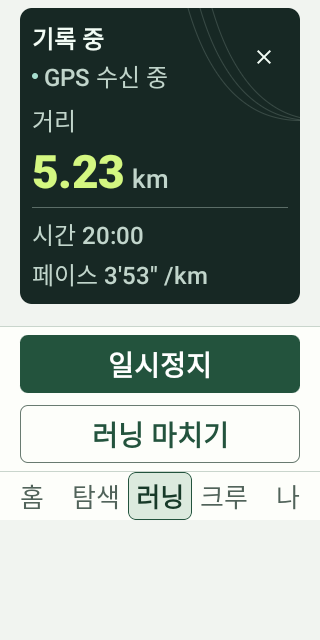 기록 중
GPS 수신 중
거리
5.23 km
시간 20:00
페이스 3'53" /km
일시정지
러닝 마치기
홈 탐색 러닝 크루 나